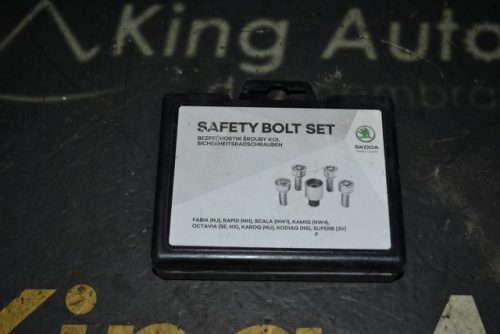 King Auto
SAFETY BOLT SET
BEZPEČNOSTNÍ ŠROUBY KOL
SICHERHEITSRADSCHRAUBEN
ŠKODA
FABIA (NJ), RAPID (NH), SCALA (NW1), KAMIQ (NW4),
OCTAVIA (5E, NX), KAROQ (NU), KODIAQ (NS), SUPERB (3V)